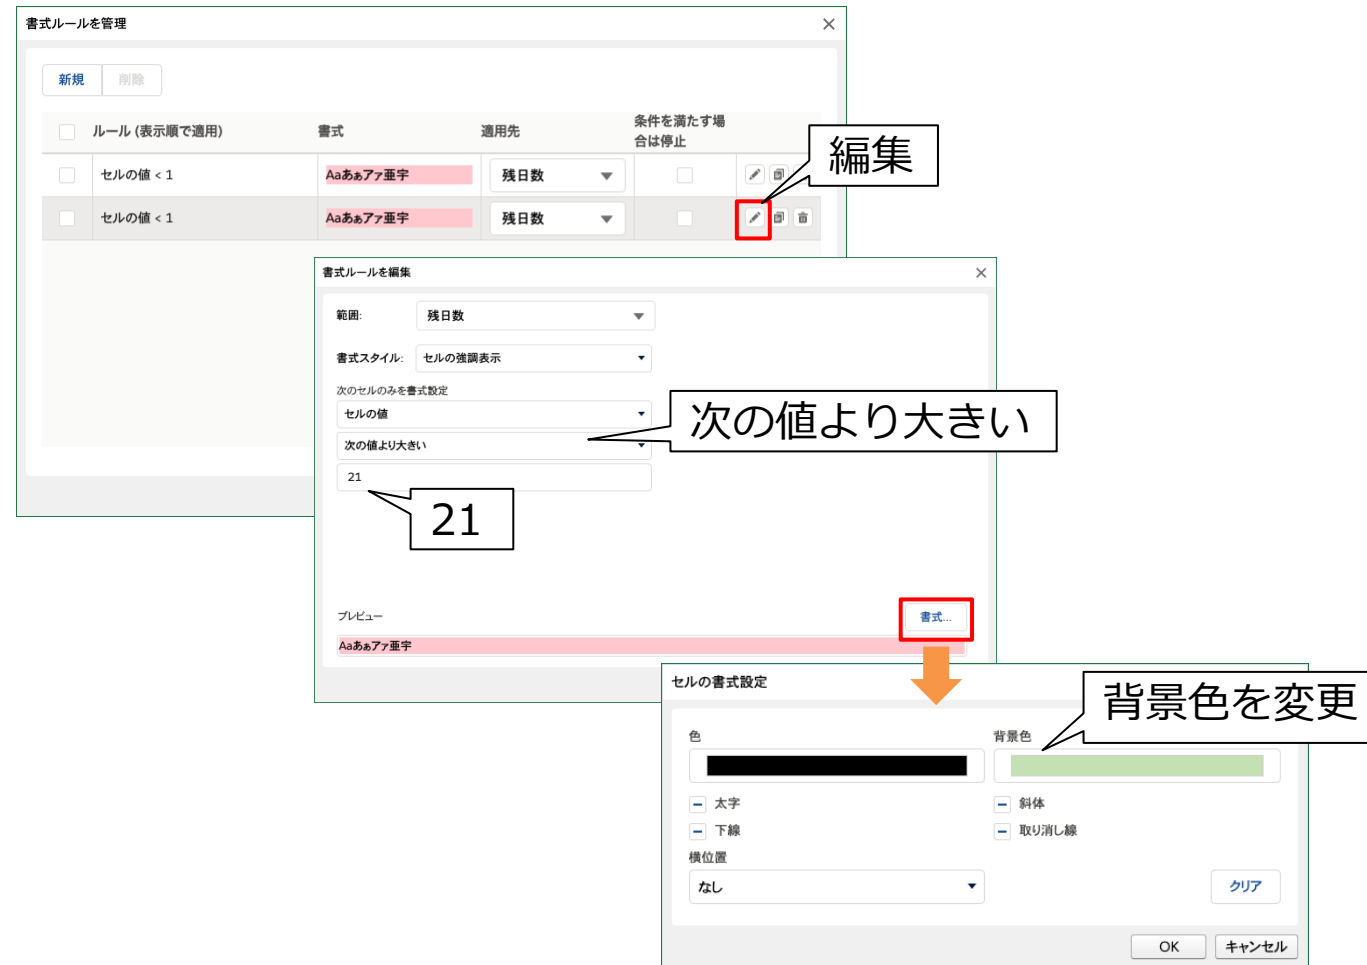 書式ルールを管理
新規
削除
ルール (表示順で適用)
書式
適用先
条件を満たす場
合は停止
編集
セルの値 < 1
Aaあぁアァ亜宇
残日数
セルの値 < 1
Aaあぁアァ亜宇
残日数
書式ルールを編集
範囲:
残日数
書式スタイル:
セルの強調表示
次のセルのみを書式設定
セルの値
次の値より大きい
次の値より大きい
21
21
プレビュー
書式...
Aaあぁアァ亜宇
セルの書式設定
背景色を変更
色
背景色
太字
斜体
下線
取り消し線
横位置
なし
クリア
OK
キャンセル